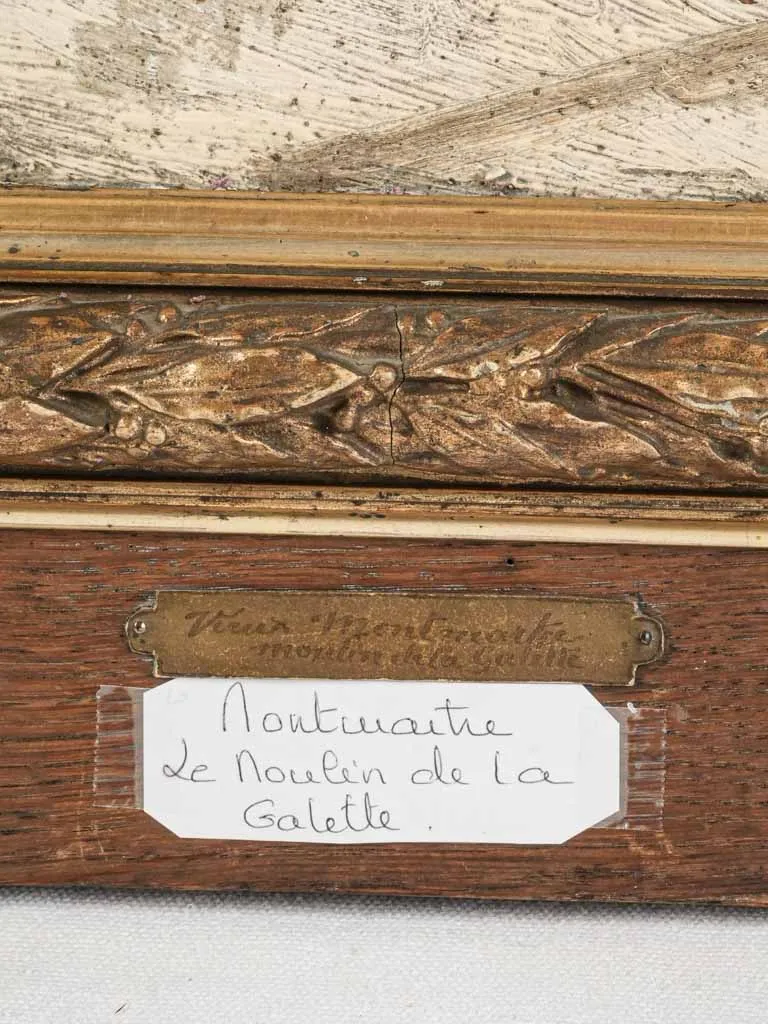 Vieux Montmartre
moulin de la Galette
Montmartre
Le Moulin de la
Galette.